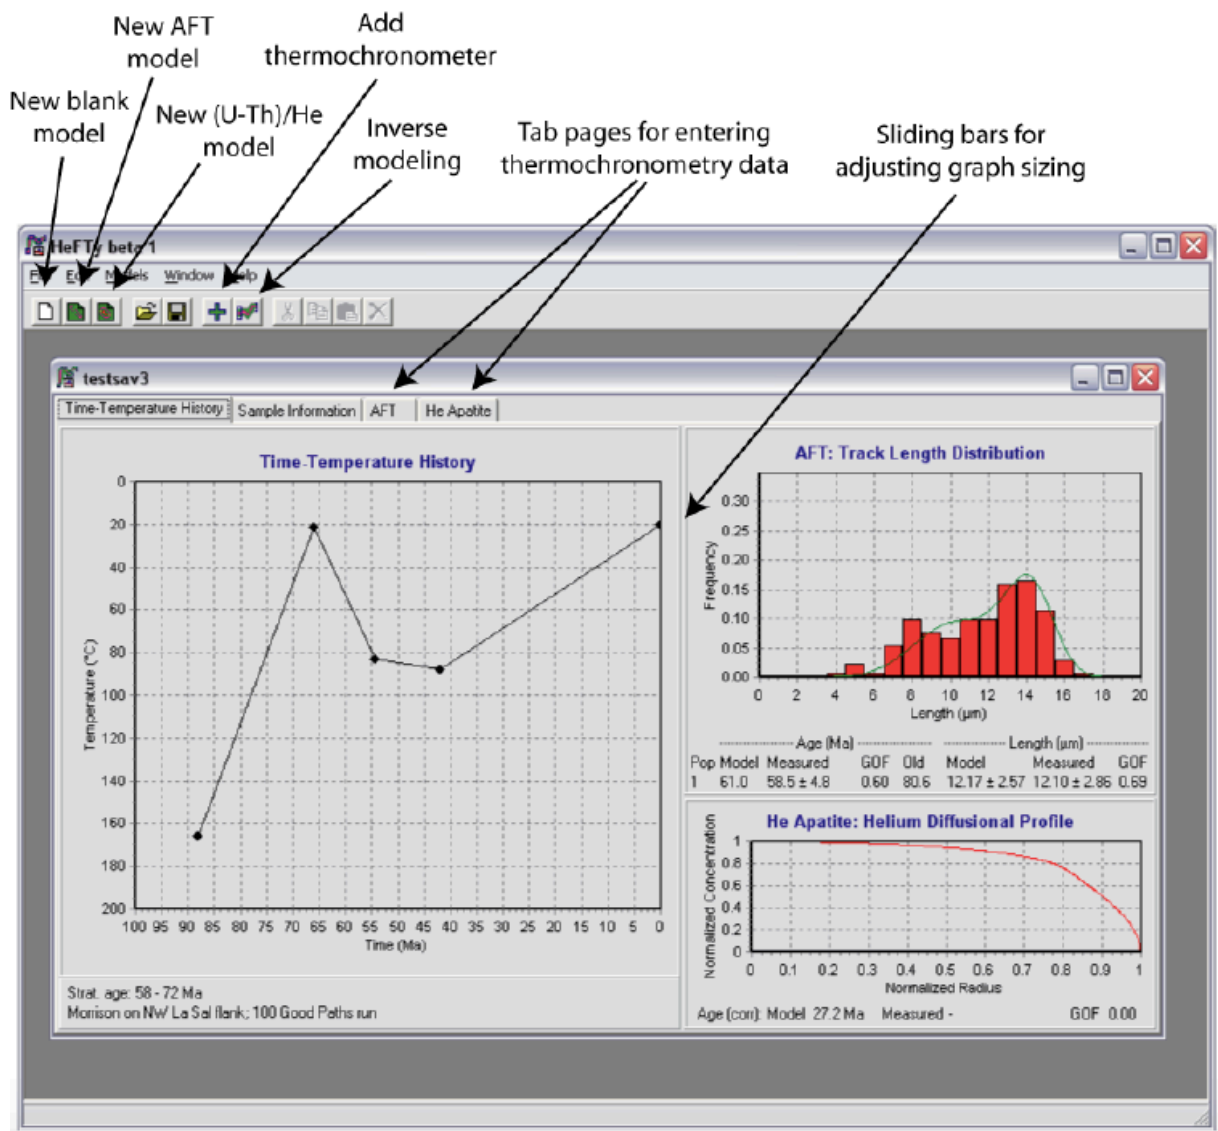 New AFT
model
Add
thermochronometer
New blank
model
New (U-Th)/He
model
Inverse
modeling
Tab pages for entering
thermochronometry data
Sliding bars for
adjusting graph sizing
HeFTy beta 1
Window
testsav3
Time-Temperature History
Sample Information
AFT
He Apatite
Time-Temperature History
0
20
40
60
80
100
120
140
160
180
200
Temperature (°C)
100 95 90 85 80 75 70 65 60 55 50 45 40 35 30 25 20 15 10 5 0
Time (Ma)
Strat. age: 58 - 72 Ma
Morrison on NW La Sal flank; 100 Good Paths run
AFT: Track Length Distribution
0.30
0.25
0.20
0.15
0.10
0.05
0.00
Frequency
0 2 4 6 8 10 12 14 16 18 20
Length (µm)
Age (Ma) Length (µm)
Pop Model Measured GOF Old Model Measured GOF
1 61.0 58.5 ± 4.8 0.60 80.6 12.17 ± 2.57 12.10 ± 2.86 0.69
He Apatite: Helium Diffusional Profile
1
0.8
0.6
0.4
0.2
0
Normalized Concentration
0 0.1 0.2 0.3 0.4 0.5 0.6 0.7 0.8 0.9 1
Normalized Radius
Age (corr): Model 27.2 Ma Measured - GOF 0.00